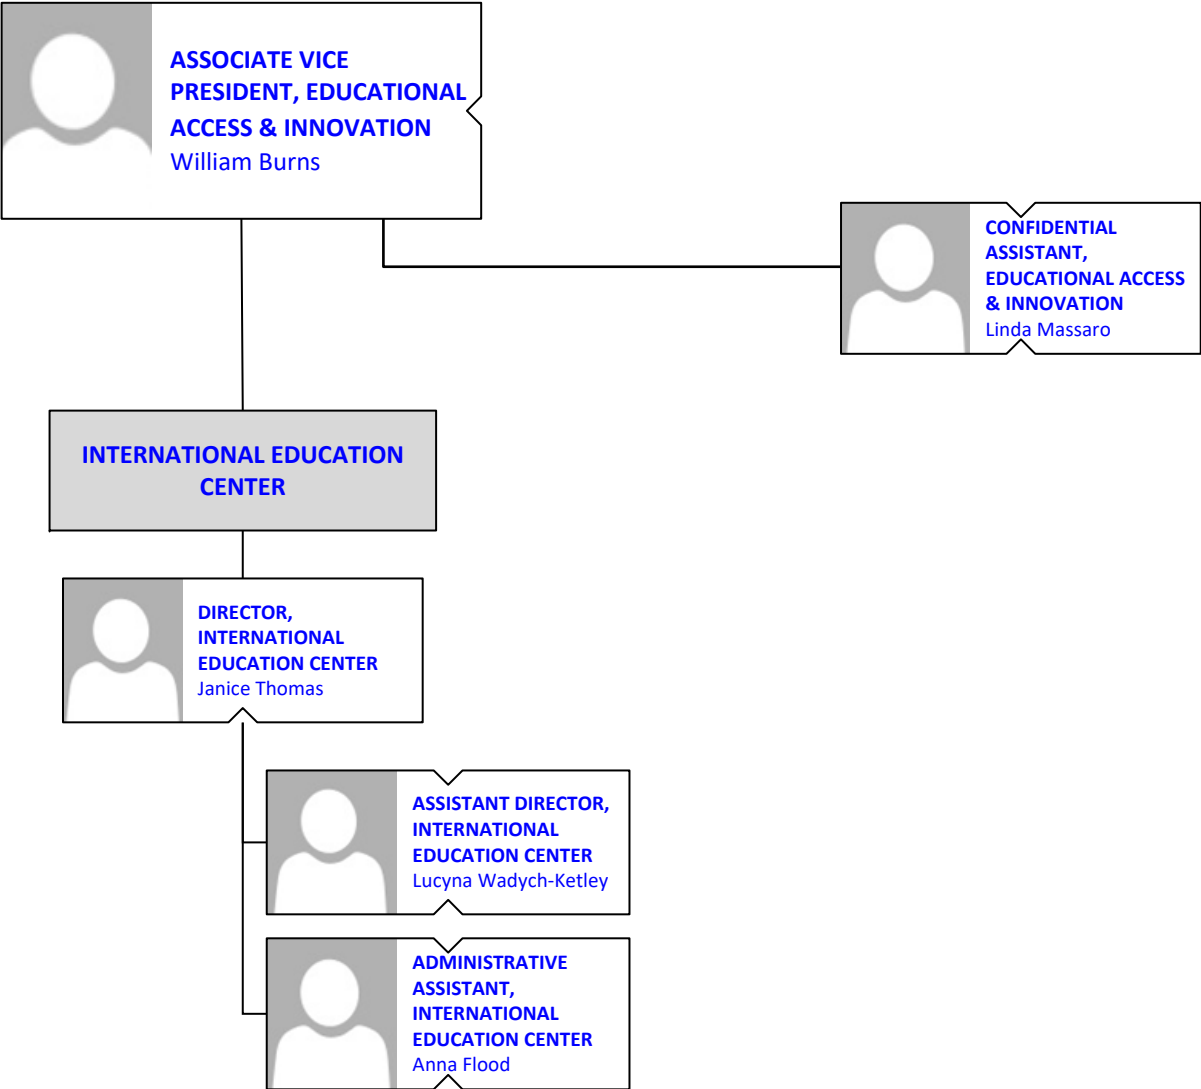 ASSOCIATE VICE
PRESIDENT, EDUCATIONAL
ACCESS & INNOVATION
William Burns
CONFIDENTIAL
ASSISTANT,
EDUCATIONAL ACCESS
& INNOVATION
Linda Massaro
INTERNATIONAL EDUCATION
CENTER
DIRECTOR,
INTERNATIONAL
EDUCATION CENTER
Janice Thomas
ASSISTANT DIRECTOR,
INTERNATIONAL
EDUCATION CENTER
Lucyna Wadych-Ketley
ADMINISTRATIVE
ASSISTANT,
INTERNATIONAL
EDUCATION CENTER
Anna Flood